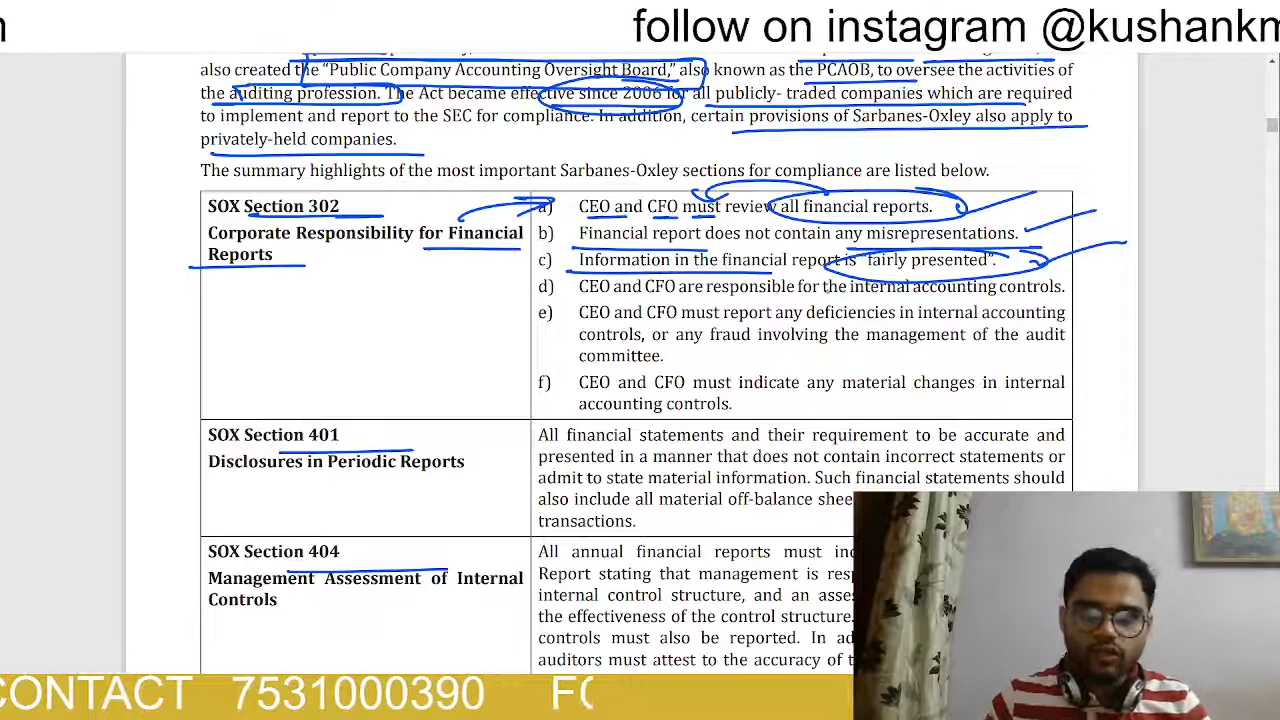 follow on instagram @kushankm
also created the “Public Company Accounting Oversight Board,” also known as the PCAOB, to oversee the activities of
the auditing profession. The Act became effective since 2006 for all publicly- traded companies which are required
to implement and report to the SEC for compliance. In addition, certain provisions of Sarbanes-Oxley also apply to
privately-held companies.
The summary highlights of the most important Sarbanes-Oxley sections for compliance are listed below.
SOX Section 302
Corporate Responsibility for Financial
Reports
a) CEO and CFO must review all financial reports.
b) Financial report does not contain any misrepresentations.
c) Information in the financial report is “fairly presented”.
d) CEO and CFO are responsible for the internal accounting controls.
e) CEO and CFO must report any deficiencies in internal accounting
controls, or any fraud involving the management of the audit
committee.
f) CEO and CFO must indicate any material changes in internal
accounting controls.
SOX Section 401
Disclosures in Periodic Reports
All financial statements and their requirement to be accurate and
presented in a manner that does not contain incorrect statements or
admit to state material information. Such financial statements should
also include all material off-balance shee
transactions.
SOX Section 404
Management Assessment of Internal
Controls
All annual financial reports must in
Report stating that management is res
internal control structure, and an asses
the effectiveness of the control structure.
controls must also be reported. In ad
auditors must attest to the accuracy of t
CONTACT 7531000390 FO